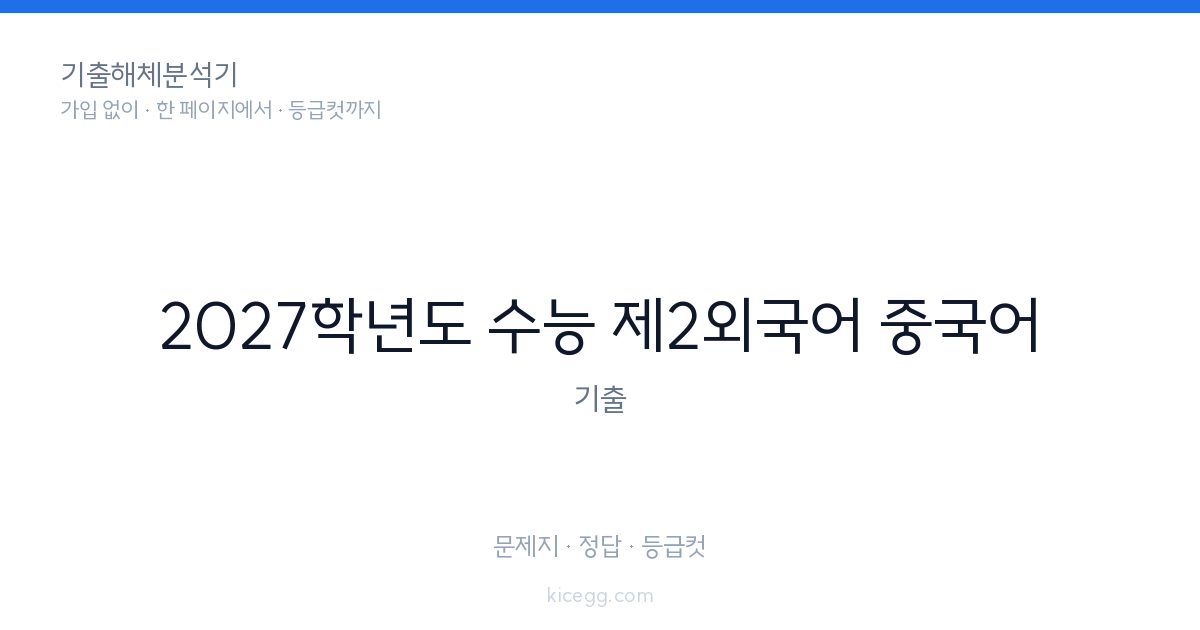 기출해체분석기
가입 없이 · 한 페이지에서 · 등급컷까지
2027학년도 수능 제2외국어 중국어
기출
문제지 · 정답 · 등급컷
kicegg.com